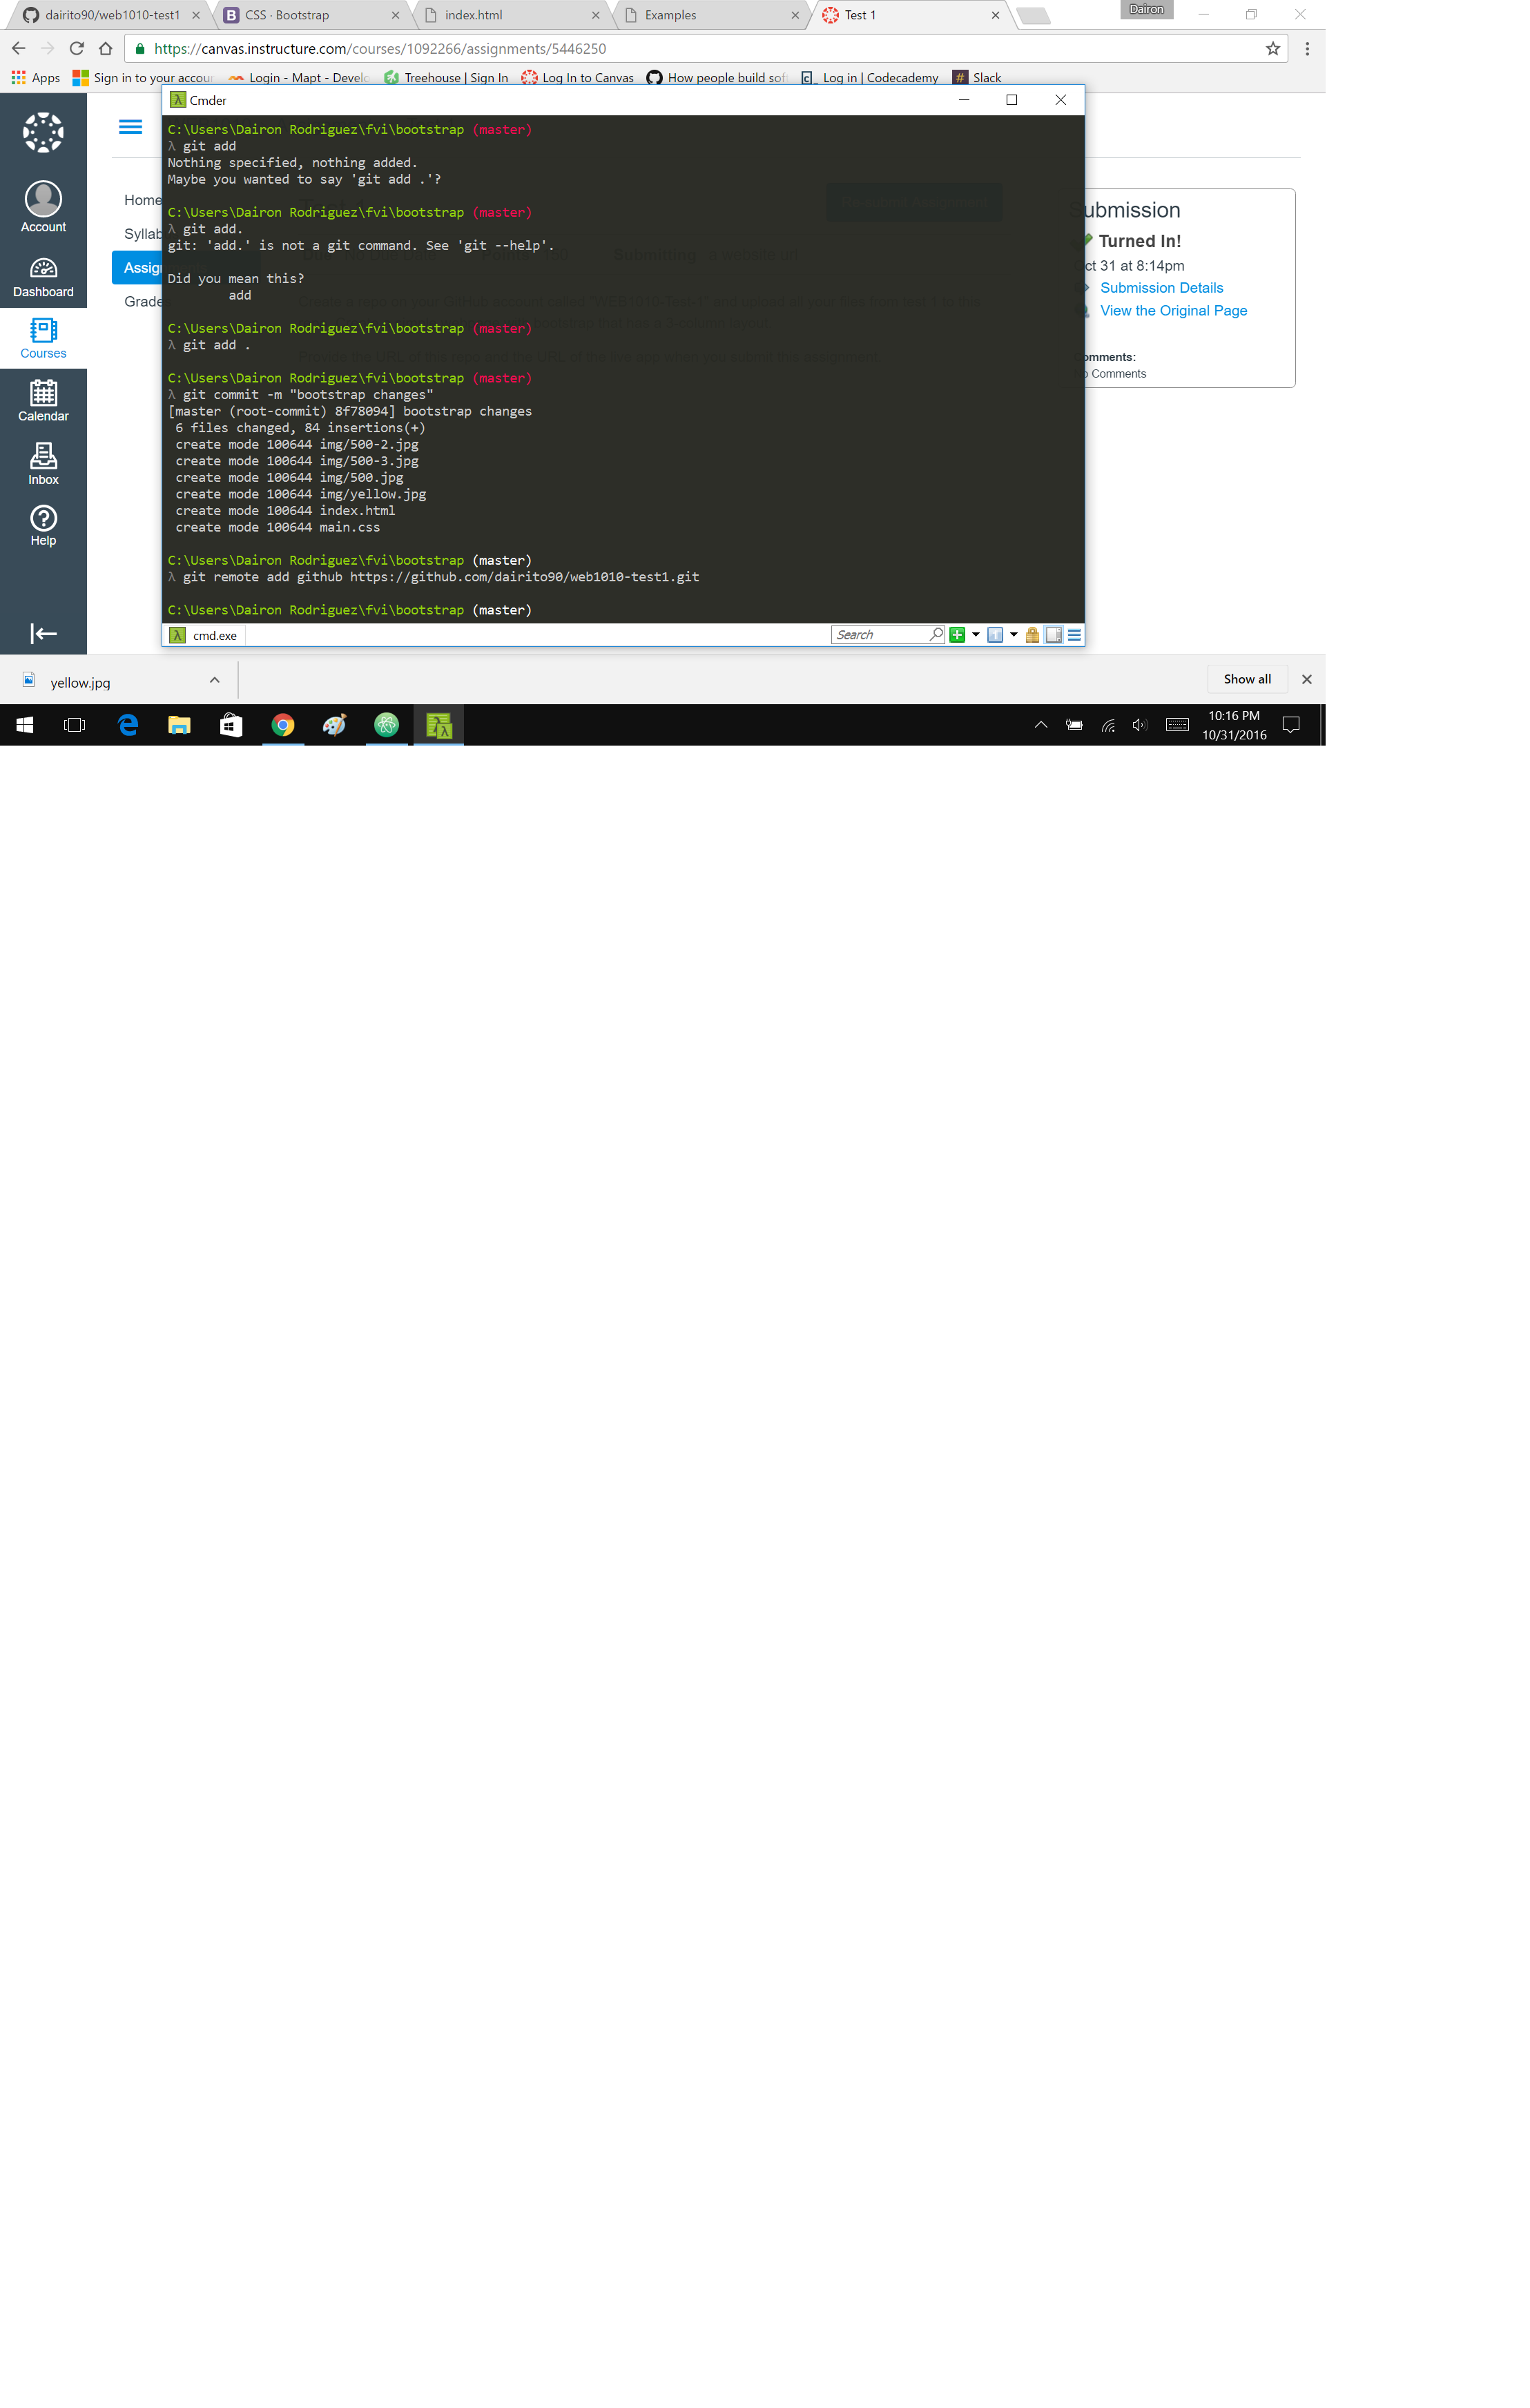 dairito90/web1010-test1
CSS · Bootstrap
index.html
Examples
Test 1
Dairon
https://canvas.instructure.com/courses/1092266/assignments/5446250
Apps
Sign in to your accoun
Login - Mapt - Develo
Treehouse | Sign In
Log In to Canvas
How people build sof
Log in | Codecademy
Slack
Cmder
Account
Dashboard
Courses
Calendar
Inbox
Help
Home
Syllab
Assig
Grade
C:\Users\Dairon Rodriguez\fvi\bootstrap (master)
λ git add
Nothing specified, nothing added.
Maybe you wanted to say 'git add .'?
C:\Users\Dairon Rodriguez\fvi\bootstrap (master)
λ git add.
git: 'add.' is not a git command. See 'git --help'.
Did you mean this?
add
C:\Users\Dairon Rodriguez\fvi\bootstrap (master)
λ git add .
C:\Users\Dairon Rodriguez\fvi\bootstrap (master)
λ git commit -m "bootstrap changes"
[master (root-commit) 8f78094] bootstrap changes
6 files changed, 84 insertions(+)
create mode 100644 img/500-2.jpg
create mode 100644 img/500-3.jpg
create mode 100644 img/500.jpg
create mode 100644 img/yellow.jpg
create mode 100644 index.html
create mode 100644 main.css
C:\Users\Dairon Rodriguez\fvi\bootstrap (master)
λ git remote add github https://github.com/dairito90/web1010-test1.git
C:\Users\Dairon Rodriguez\fvi\bootstrap (master)
cmd.exe
Search
ubmission
Turned In!
ct 31 at 8:14pm
Submission Details
View the Original Page
omments:
o Comments
yellow.jpg
Show all
10:16 PM
10/31/2016